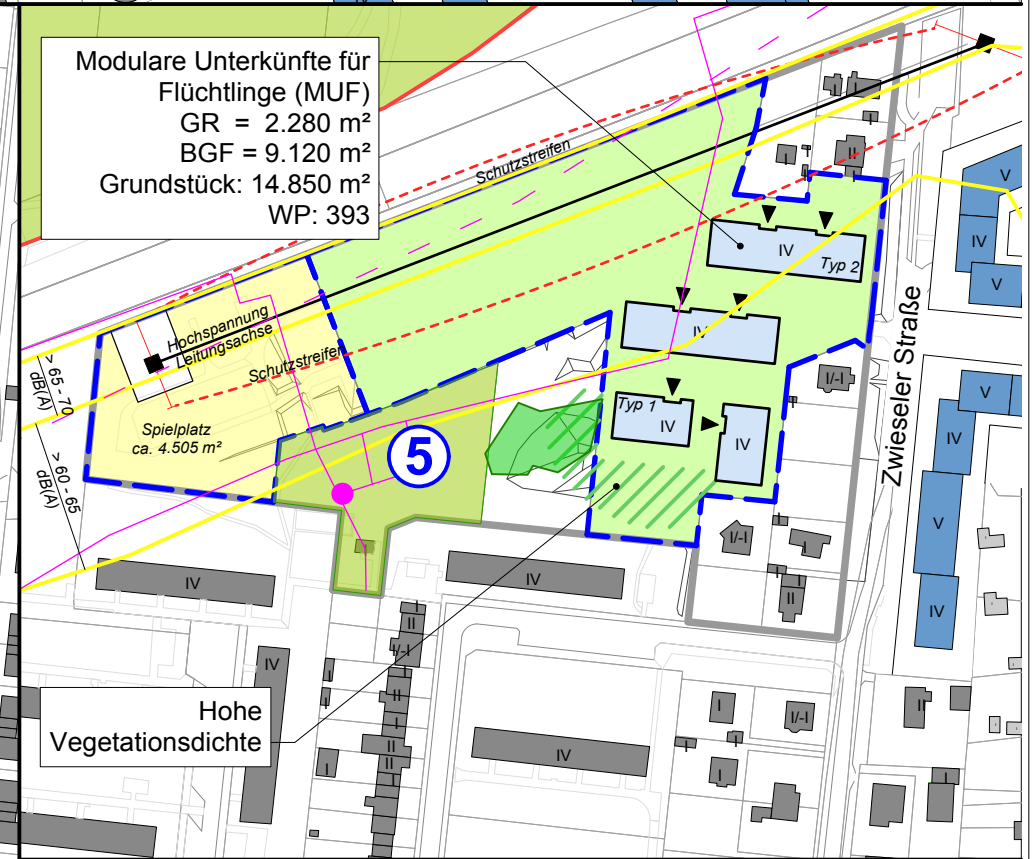 Modulare Unterkünfte für
Flüchtlinge (MUF)
GR = 2.280 m²
BGF = 9.120 m²
Grundstück: 14.850 m²
WP: 393
Schutzstreifen
II
V
IV
V
IV
Typ 2
Hochspannung
Leitungsachse
Schutzstreifen
IV
Zwieseler Straße
> 65 - 70
dB(A)
I/-I
V
Spielplatz
ca. 4.505 m²
Typ 1
IV
IV
IV
5
> 60 - 65
dB(A)
V
I/-I
I
IV
IV
II
IV
II
I/-I
IV
II
I
II
II
I
I
I/-I
II
I
I
IV
I
I
I
Hohe
Vegetationsdichte